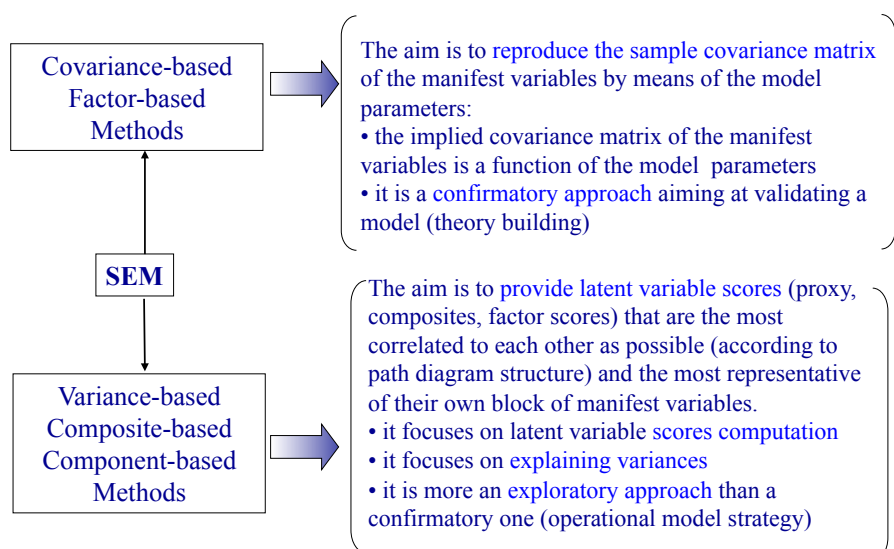 Covariance-based
Factor-based
Methods
The aim is to reproduce the sample covariance matrix
of the manifest variables by means of the model
parameters:
• the implied covariance matrix of the manifest
variables is a function of the model parameters
• it is a confirmatory approach aiming at validating a
model (theory building)
SEM
Variance-based
Composite-based
Component-based
Methods
The aim is to provide latent variable scores (proxy,
composites, factor scores) that are the most
correlated to each other as possible (according to
path diagram structure) and the most representative
of their own block of manifest variables.
• it focuses on latent variable scores computation
• it focuses on explaining variances
• it is more an exploratory approach than a
confirmatory one (operational model strategy)